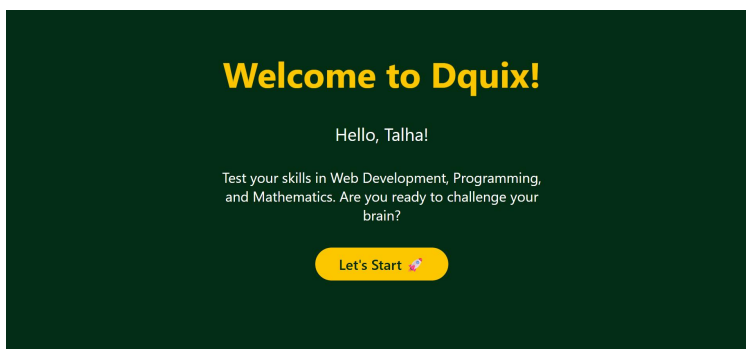 Welcome to Dquix!
Hello, Talha!
Test your skills in Web Development, Programming,
and Mathematics. Are you ready to challenge your
brain?
Let's Start 🚀